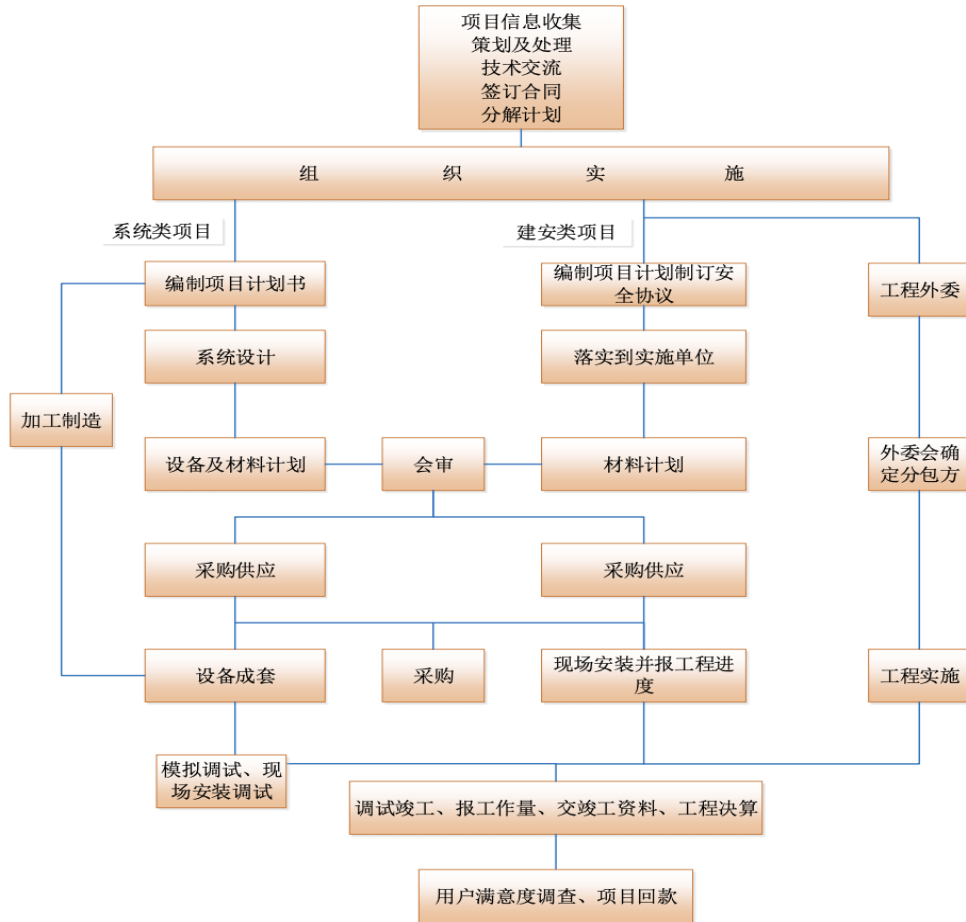 项目信息收集
策划及处理
技术交流
签订合同
分解计划
组 织 实 施
系统类项目
建安类项目
编制项目计划书
编制项目计划制订安
全协议
工程外委
系统设计
落实到实施单位
加工制造
设备及材料计划
会审
材料计划
外委会确
定分包方
采购供应
采购供应
设备成套
采购
现场安装并报工程进
度
工程实施
模拟调试、现
场安装调试
调试竣工、报工作量、交竣工资料、工程决算
用户满意度调查、项目回款